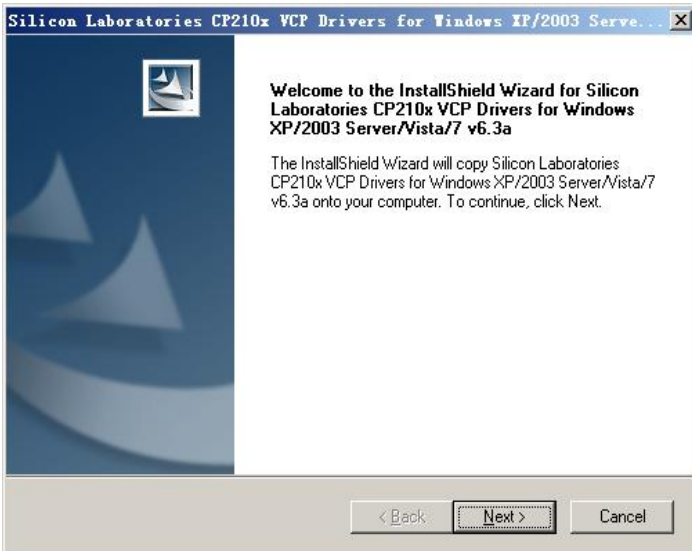 Silicon Laboratories CP210x VCP Drivers for Windows XP/2003 Serve...
Welcome to the InstallShield Wizard for Silicon
Laboratories CP210x VCP Drivers for Windows
XP/2003 Server/Vista/7 v6.3a
The InstallShield Wizard will copy Silicon Laboratories
CP210x VCP Drivers for Windows XP/2003 Server/Vista/7
v6.3a onto your computer. To continue, click Next.
< Back
Next >
Cancel